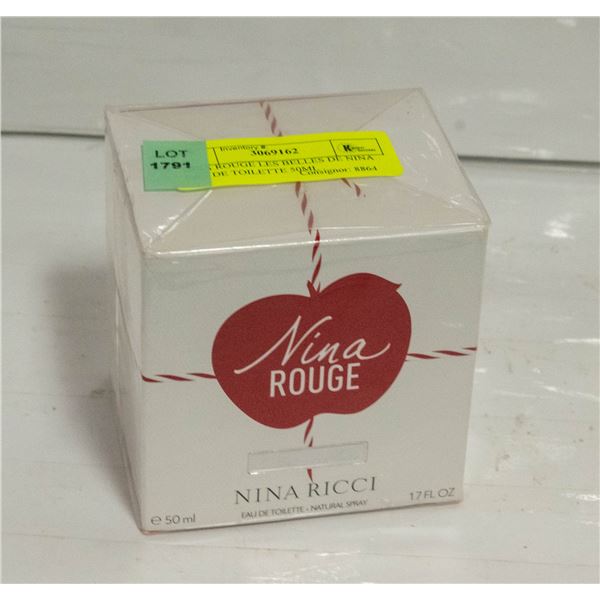 LOT
1791
Inventory #:
3069162
ROUGE LES BELLES DE NINA
DE TOILETTE 50ML
Consignor: 8864
Nina
ROUGE
NINA RICCI
EAU DE TOILETTE - NATURAL SPRAY
e 50 ml
1.7 FL OZ